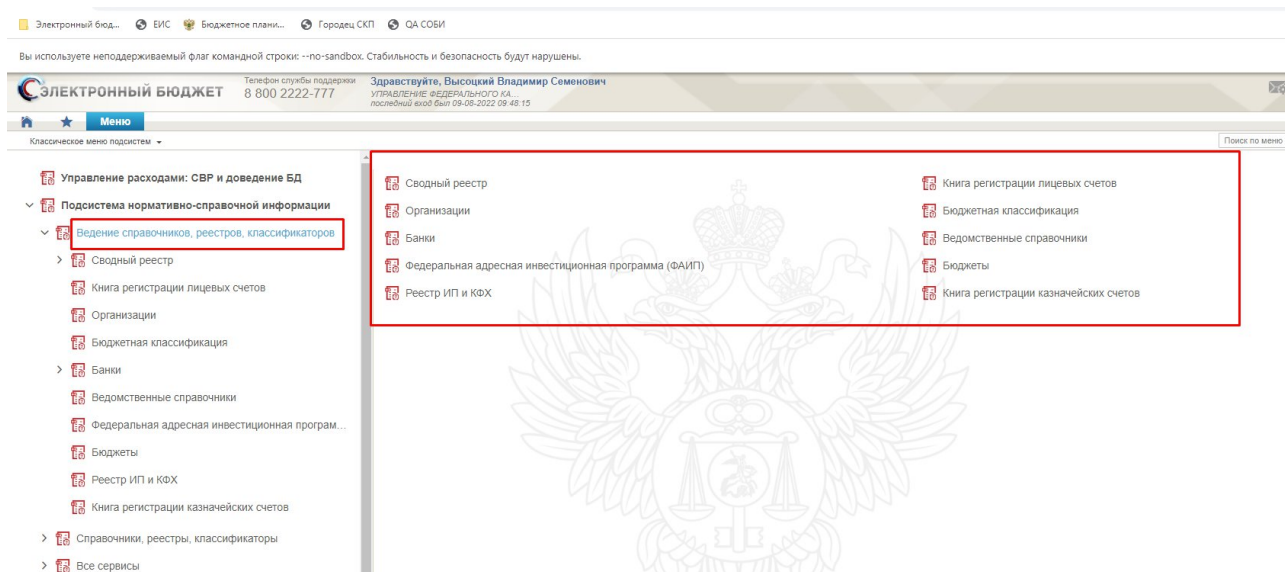 Электронный бюд... ЕИС Бюджетное плани... Городец СКП QA СОБИ
Вы используете неподдерживаемый флаг командной строки: --no-sandbox. Стабильность и безопасность будут нарушены.
ЭЛЕКТРОННЫЙ БЮДЖЕТ
Телефон службы поддержки
8 800 2222-777
Здравствуйте, Высоцкий Владимир Семенович
УПРАВЛЕНИЕ ФЕДЕРАЛЬНОГО КА...
последний вход был 09-08-2022 09:48:15
Меню
Классическое меню подсистем
Поиск по меню
Управление расходами: СВР и доведение БД
Подсистема нормативно-справочной информации
Ведение справочников, реестров, классификаторов
Сводный реестр
Книга регистрации лицевых счетов
Организации
Бюджетная классификация
Банки
Ведомственные справочники
Федеральная адресная инвестиционная програм...
Бюджеты
Реестр ИП и КФХ
Книга регистрации казначейских счетов
Справочники, реестры, классификаторы
Все сервисы
Сводный реестр
Организации
Банки
Федеральная адресная инвестиционная программа (ФАИП)
Реестр ИП и КФХ
Книга регистрации лицевых счетов
Бюджетная классификация
Ведомственные справочники
Бюджеты
Книга регистрации казначейских счетов